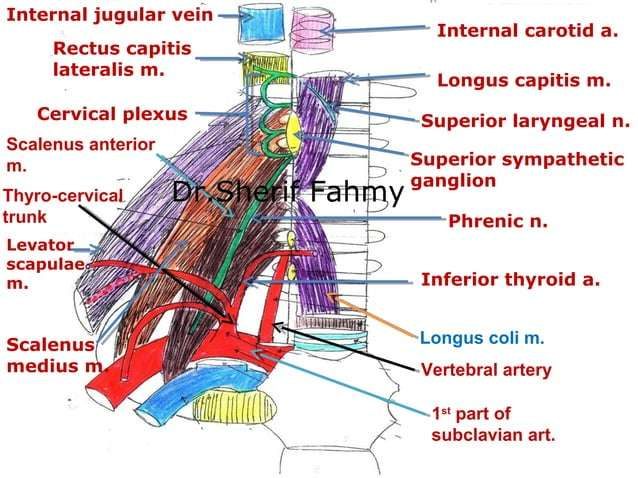 Internal jugular vein
Internal carotid a.
Rectus capitis
lateralis m.
Longus capitis m.
Cervical plexus
Superior laryngeal n.
Scalenus anterior
m.
Superior sympathetic
ganglion
Thyro-cervical
trunk
Dr.Sherif Fahmy
Phrenic n.
Levator
scapulae
m.
Inferior thyroid a.
Longus coli m.
Scalenus
medius m.
Vertebral artery
1st part of
subclavian art.